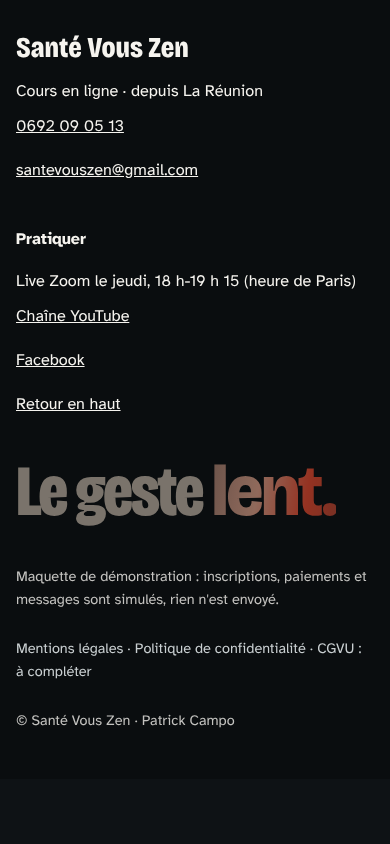 Santé Vous Zen
Cours en ligne · depuis La Réunion
0692 09 05 13
santevouszen@gmail.com
Pratiquer
Live Zoom le jeudi, 18 h-19 h 15 (heure de Paris)
Chaîne YouTube
Facebook
Retour en haut
Le geste lent.
Maquette de démonstration : inscriptions, paiements et
messages sont simulés, rien n'est envoyé.
Mentions légales · Politique de confidentialité · CGVU :
à compléter
© Santé Vous Zen · Patrick Campo